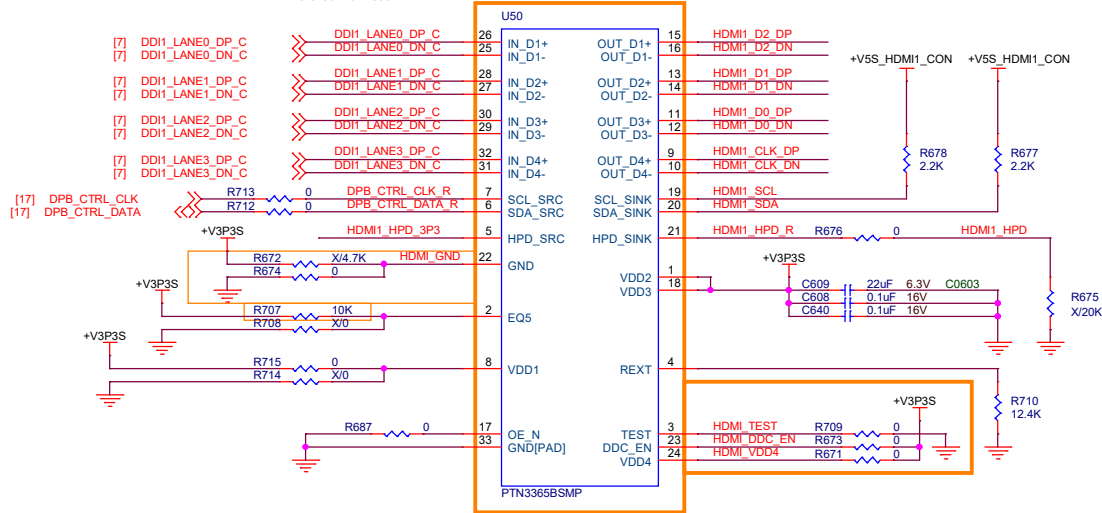 U50
[7] DDI1_LANE0_DP_C DDI1_LANE0_DP_C 26 IN_D1+ OUT_D1+ 15 HDMI1_D2_DP
[7] DDI1_LANE0_DN_C DDI1_LANE0_DN_C 25 IN_D1- OUT_D1- 16 HDMI1_D2_DN
+V5S_HDMI1_CON +V5S_HDMI1_CON
[7] DDI1_LANE1_DP_C DDI1_LANE1_DP_C 28 IN_D2+ OUT_D2+ 13 HDMI1_D1_DP
[7] DDI1_LANE1_DN_C DDI1_LANE1_DN_C 27 IN_D2- OUT_D2- 14 HDMI1_D1_DN
[7] DDI1_LANE2_DP_C DDI1_LANE2_DP_C 30 IN_D3+ OUT_D3+ 11 HDMI1_D0_DP
[7] DDI1_LANE2_DN_C DDI1_LANE2_DN_C 29 IN_D3- OUT_D3- 12 HDMI1_D0_DN
[7] DDI1_LANE3_DP_C DDI1_LANE3_DP_C 32 IN_D4+ OUT_D4+ 9 HDMI1_CLK_DP R678 R677
[7] DDI1_LANE3_DN_C DDI1_LANE3_DN_C 31 IN_D4- OUT_D4- 10 HDMI1_CLK_DN 2.2K 2.2K
[17] DPB_CTRL_CLK R713 0 DPB_CTRL_CLK_R 7 SCL_SRC SCL_SINK 19 HDMI1_SCL
[17] DPB_CTRL_DATA R712 0 DPB_CTRL_DATA_R 6 SDA_SRC SDA_SINK 20 HDMI1_SDA
+V3P3S HDMI1_HPD_3P3 5 HPD_SRC HPD_SINK 21 HDMI1_HPD_R R676 0 HDMI1_HPD
R672 X/4.7K HDMI_GND 22 GND
R674 0
+V3P3S
+V3P3S
1 VDD2
18 VDD3
C609 22uF 6.3V C0603
C608 0.1uF 16V
C640 0.1uF 16V
R675
X/20K
R707 10K 2 EQ5
R708 X/0
+V3P3S
R715 0 8 VDD1 REXT 4
R714 X/0
R710
12.4K
+V3P3S
R687 0 17 OE_N TEST 3 HDMI_TEST R709 0
33 GND[PAD] DDC_EN 23 HDMI_DDC_EN R673 0
VDD4 24 HDMI_VDD4 R671 0
PTN3365BSMP